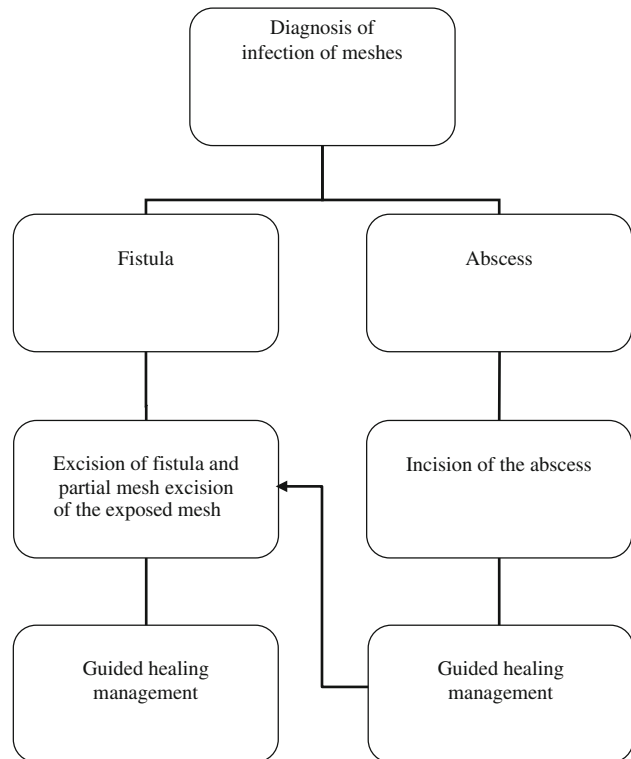 Diagnosis of
infection of meshes
Fistula
Abscess
Excision of fistula and
partial mesh excision
of the exposed mesh
Incision of the abscess
Guided healing
management
Guided healing
management